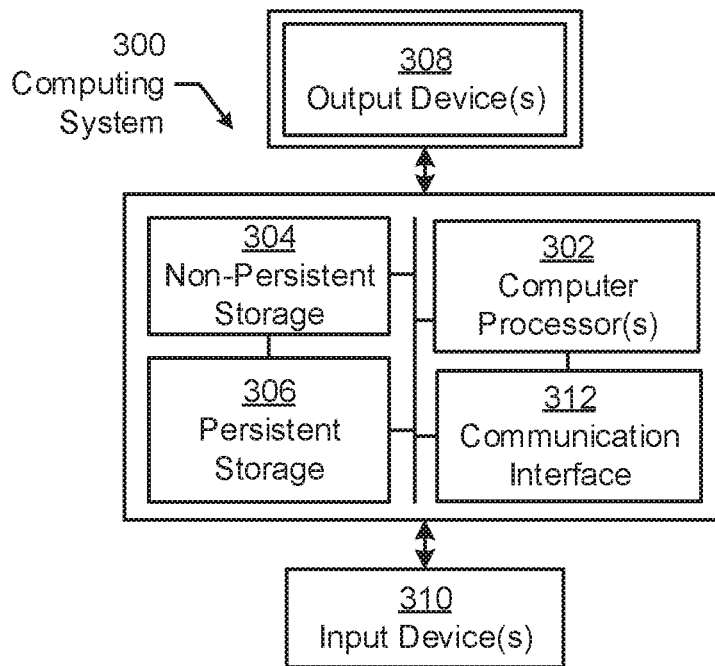 300
Computing
System
308
Output Device(s)
304
Non-Persistent
Storage
302
Computer
Processor(s)
306
Persistent
Storage
312
Communication
Interface
310
Input Device(s)